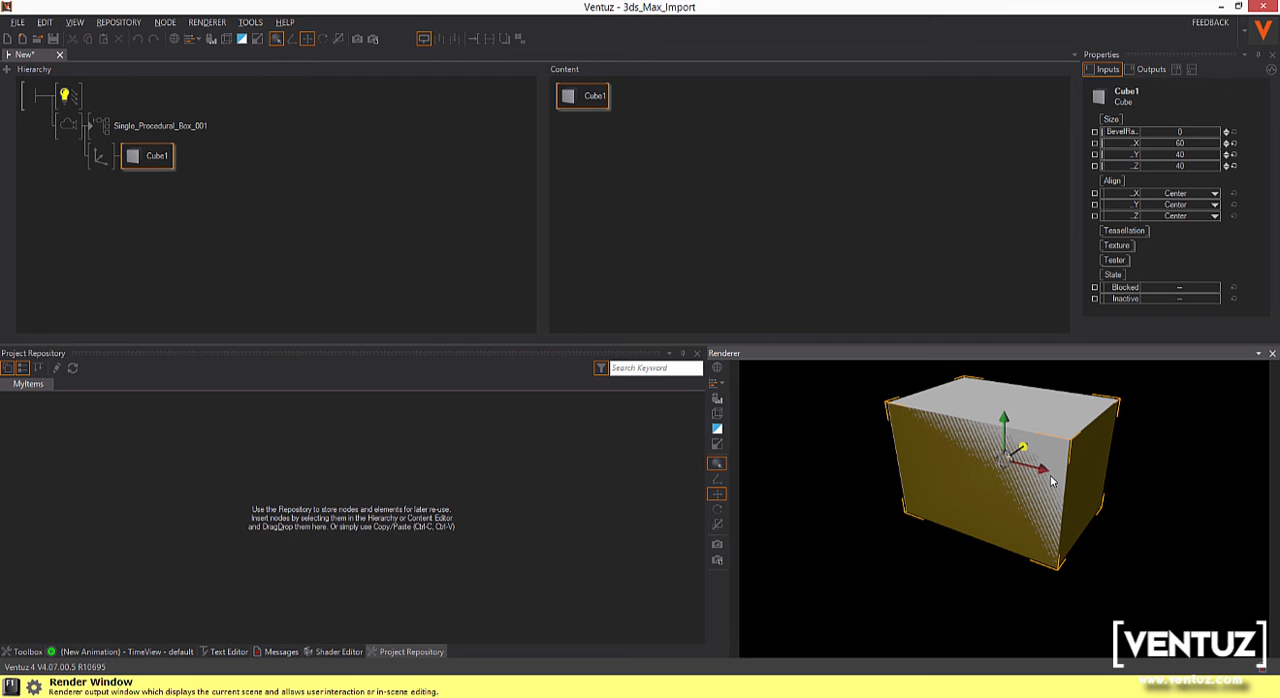 Ventuz - 3ds_Max_Import
FILE EDIT VIEW REPOSITORY NODE RENDERER TOOLS HELP
FEEDBACK
New*
Hierarchy
Content
Single_Procedural_Box_001
Cube1
Cube1
Properties
Inputs Outputs
Cube1
Cube
Size
BevelRa.. 0
..X 60
..Y 40
..Z 40
Align
..X Center
..Y Center
..Z Center
Tessellation
Texture
Tester
State
Blocked --
Inactive --
Project Repository
Search Keyword
MyItems
Use the Repository to store nodes and elements for later re-use.
Insert nodes by selecting them in the Hierarchy or Content Editor
and Drag Drop them here. Or simply use Copy/Paste (Ctrl-C, Ctrl-V)
Renderer
[VENTUZ]
www.ventuz.com
Toolbox (New Animation) - TimeView - default Text Editor Messages Shader Editor Project Repository
Ventuz 4 V4.07.00.5 R10695
F1
Render Window
Renderer output window which displays the current scene and allows user interaction or in-scene editing.